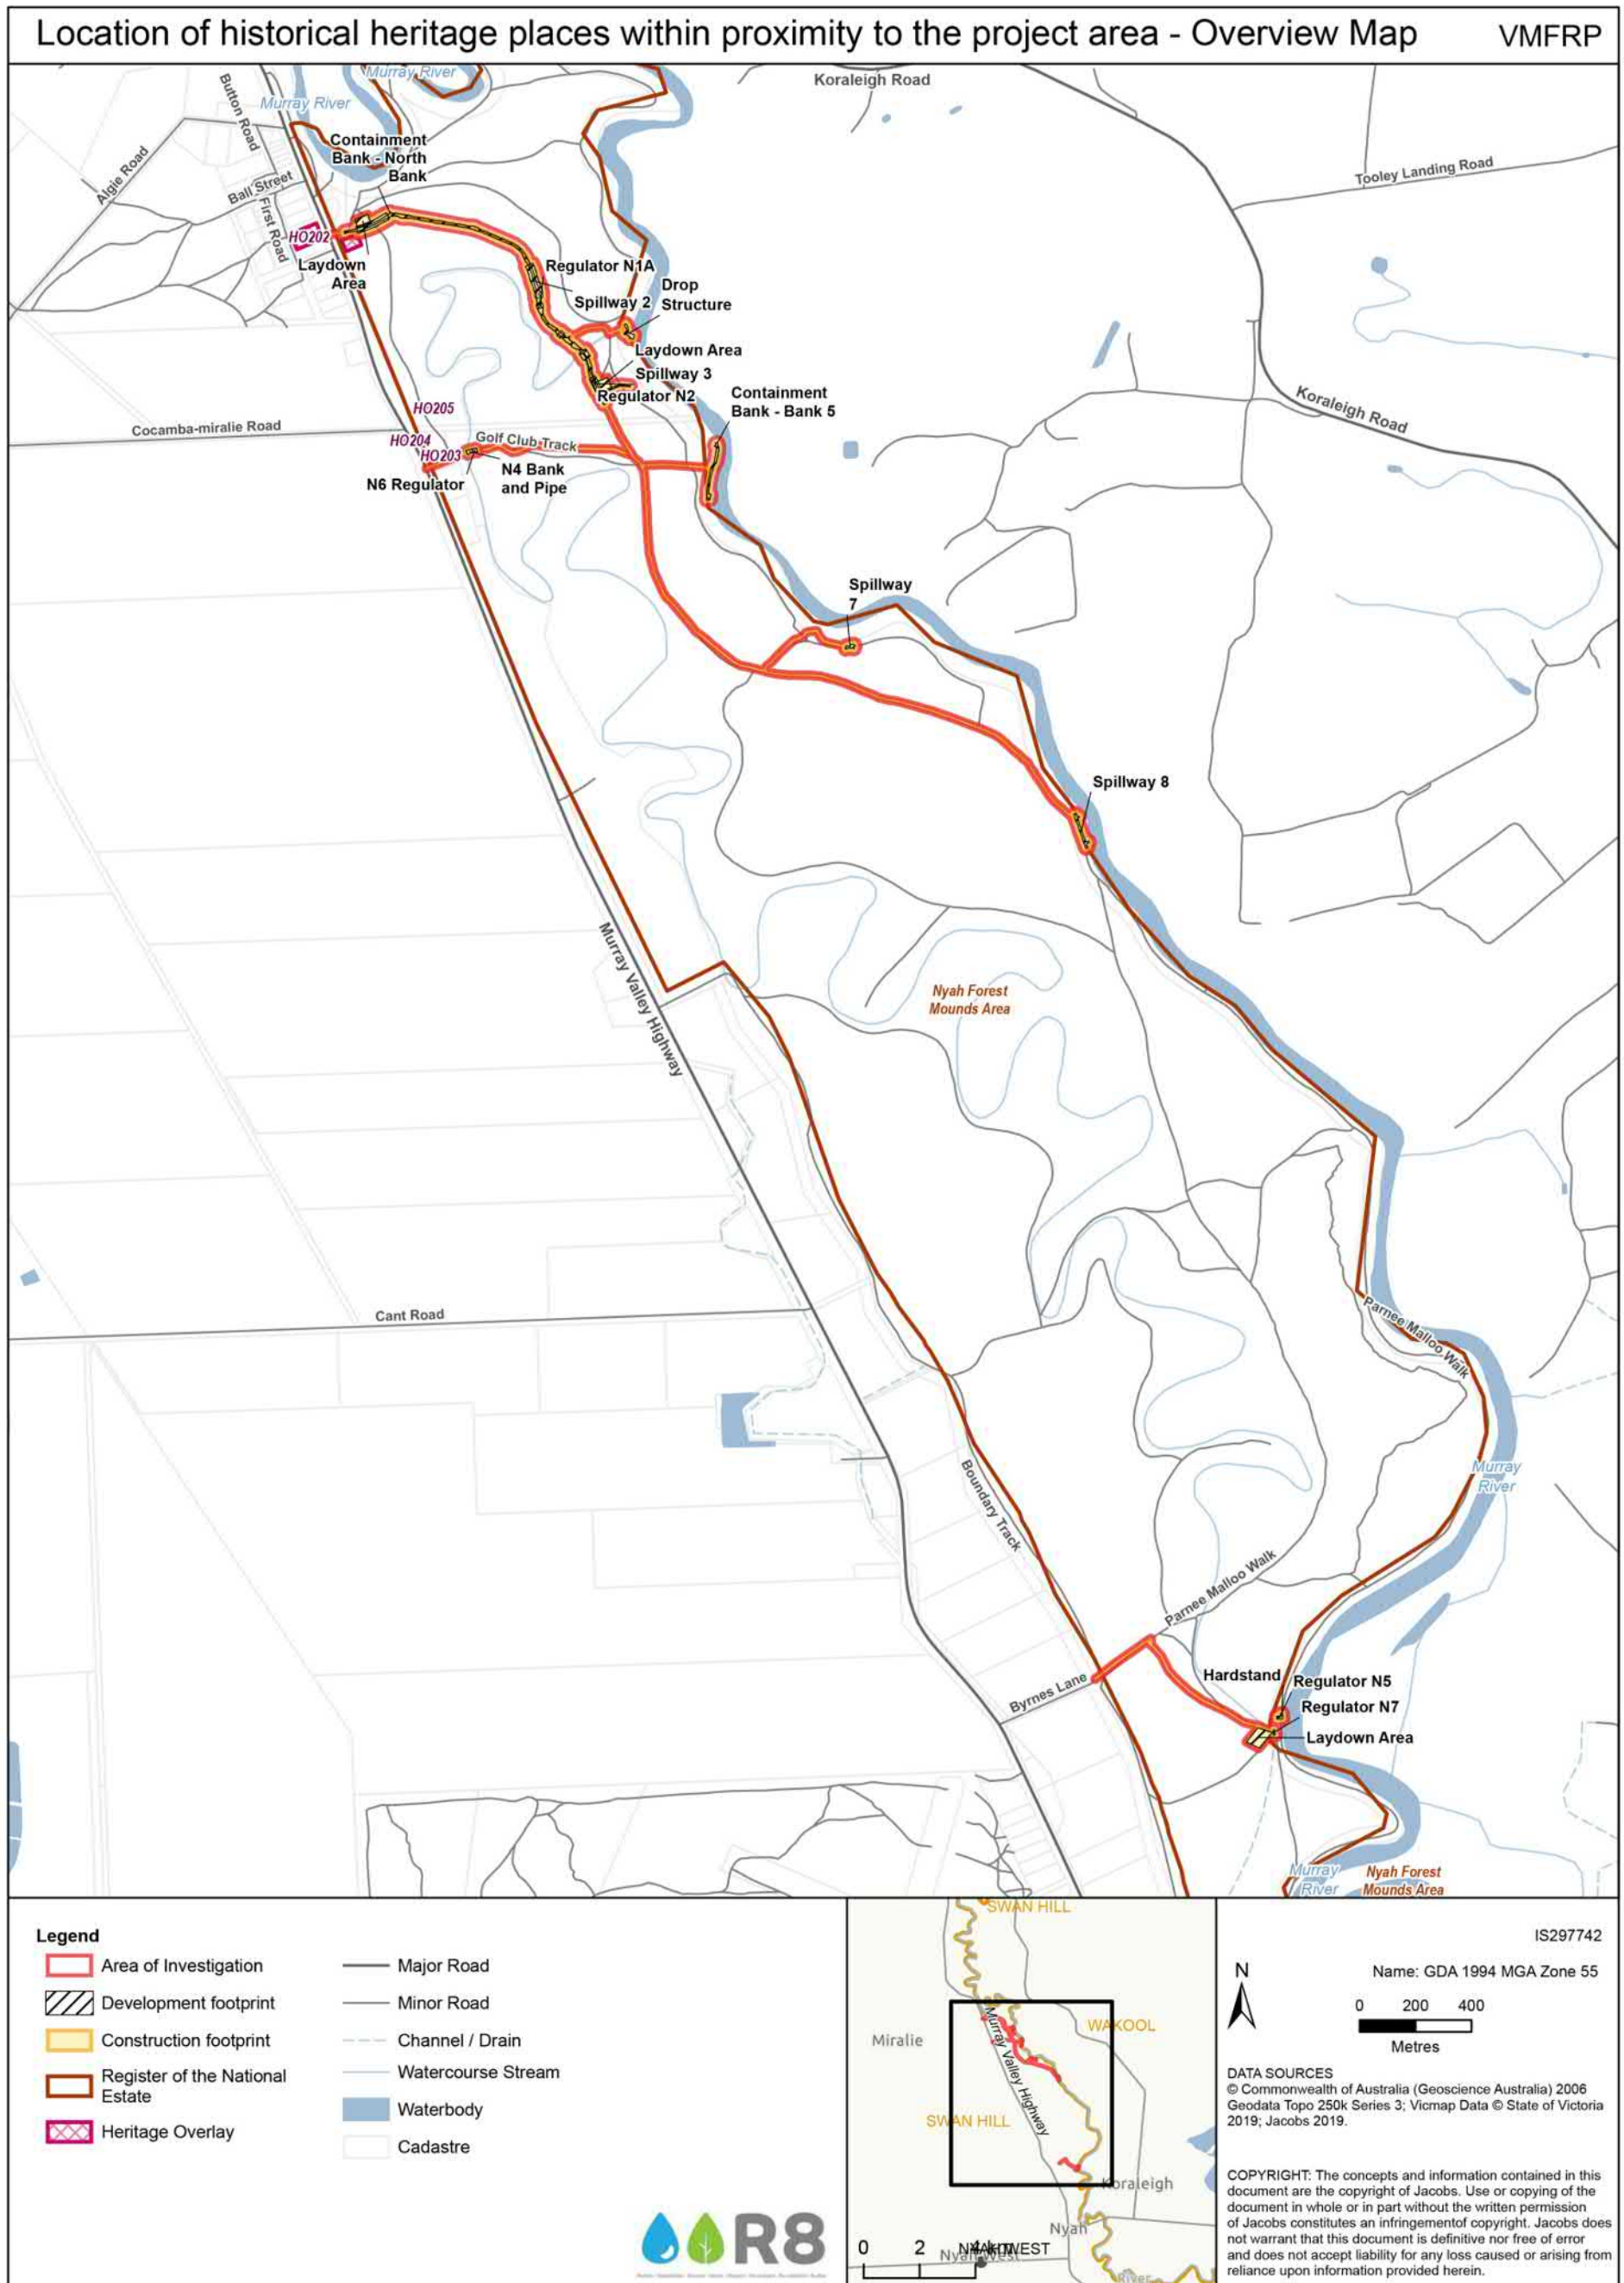 Location of historical heritage places within proximity to the project area - Overview Map
VMFRP
Murray River
Koraleigh Road
Button Road
Murray River
Containment
Bank - North
Bank
Algie Road
Tooley Landing Road
Ball Street
First Road
HO202
Laydown
Area
Regulator N1A
Drop
Structure
Spillway 2
Laydown Area
Spillway 3
Regulator N2
Containment
Bank - Bank 5
Koraleigh Road
HO205
Cocamba-miralie Road
HO204
Golf Club Track
HO203
N4 Bank
and Pipe
N6 Regulator
Spillway
7
Spillway 8
Murray Valley Highway
Nyah Forest
Mounds Area
Cant Road
Parnee Malloo Walk
Boundary Track
Murray
River
Parnee Malloo Walk
Byrnes Lane
Hardstand
Regulator N5
Regulator N7
Laydown Area
Murray
River
Nyah Forest
Mounds Area
Legend
Area of Investigation
Development footprint
Construction footprint
Register of the National
Estate
Heritage Overlay
Major Road
Minor Road
Channel / Drain
Watercourse Stream
Waterbody
Cadastre
R8
SWAN HILL
Miralie
WAKOOL
Murray Valley Highway
SWAN HILL
Koraleigh
Nyah
0 2 4 km
Nyah West
River
IS297742
N
Name: GDA 1994 MGA Zone 55
0 200 400
Metres
DATA SOURCES
© Commonwealth of Australia (Geoscience Australia) 2006
Geodata Topo 250k Series 3; Vicmap Data © State of Victoria
2019; Jacobs 2019.
COPYRIGHT: The concepts and information contained in this
document are the copyright of Jacobs. Use or copying of the
document in whole or in part without the written permission
of Jacobs constitutes an infringementof copyright. Jacobs does
not warrant that this document is definitive nor free of error
and does not accept liability for any loss caused or arising from
reliance upon information provided herein.